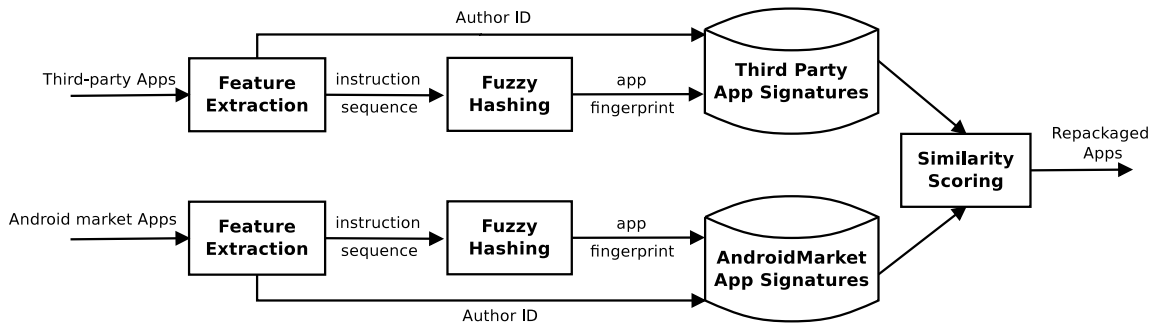 Author ID
Third-party Apps
Feature
Extraction
instruction
sequence
Fuzzy
Hashing
app
fingerprint
Third Party
App Signatures
Similarity
Scoring
Repackaged
Apps
Android market Apps
Feature
Extraction
instruction
sequence
Fuzzy
Hashing
app
fingerprint
AndroidMarket
App Signatures
Author ID